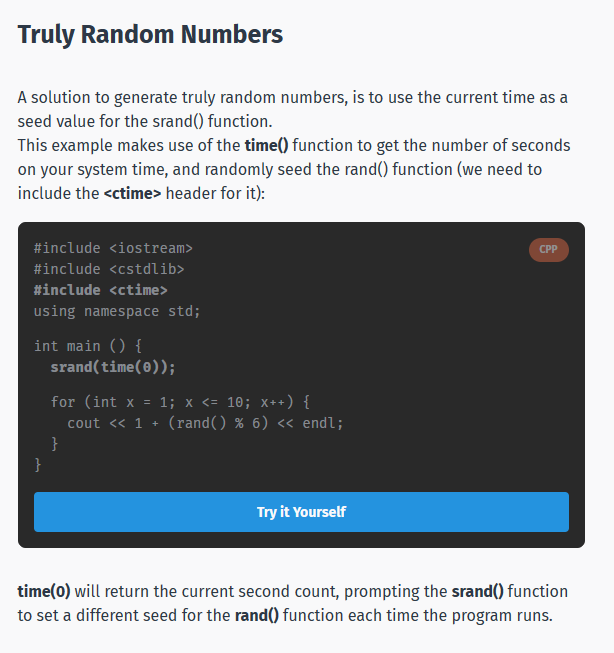 Truly Random Numbers
A solution to generate truly random numbers, is to use the current time as a
seed value for the srand() function.
This example makes use of the time() function to get the number of seconds
on your system time, and randomly seed the rand() function (we need to
include the <ctime> header for it):
CPP
#include <iostream>
#include <cstdlib>
#include <ctime>
using namespace std;
int main () {
  srand(time(0));
  for (int x = 1; x <= 10; x++) {
    cout << 1 + (rand() % 6) << endl;
  }
}
Try it Yourself
time(0) will return the current second count, prompting the srand() function
to set a different seed for the rand() function each time the program runs.